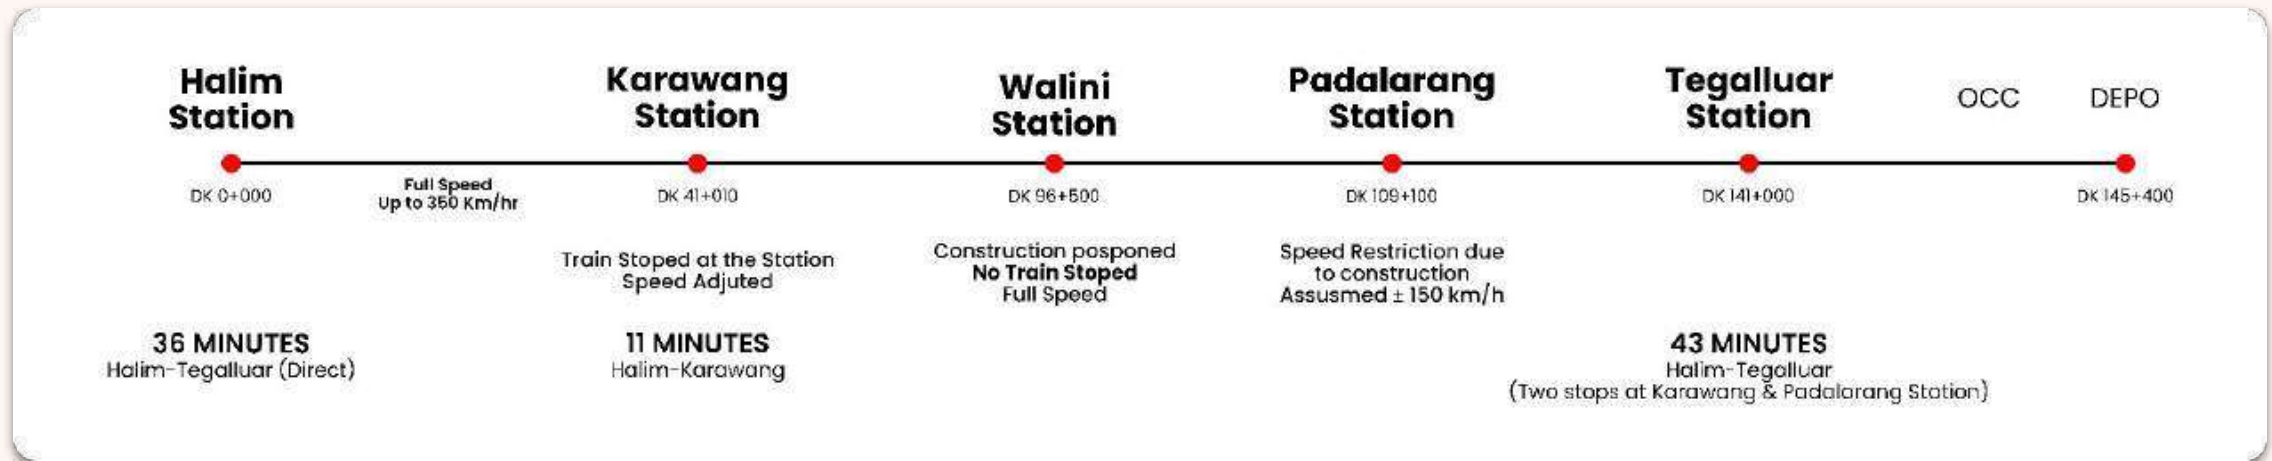 Halim
Station
Karawang
Station
Walini
Station
Padalarang
Station
Tegalluar
Station
OCC
DEPO
DK 0+000
Full Speed
Up to 350 Km/hr
DK 41+010
DK 96+500
DK 109+100
DK 141+000
DK 145+400
Train Stoped at the Station
Speed Adjuted
Construction posponed
No Train Stoped
Full Speed
Speed Restriction due
to construction
Assusmed ± 150 km/h
36 MINUTES
Halim-Tegalluar (Direct)
11 MINUTES
Halim-Karawang
43 MINUTES
Halim-Tegalluar
(Two stops at Karawang & Padalarang Station)